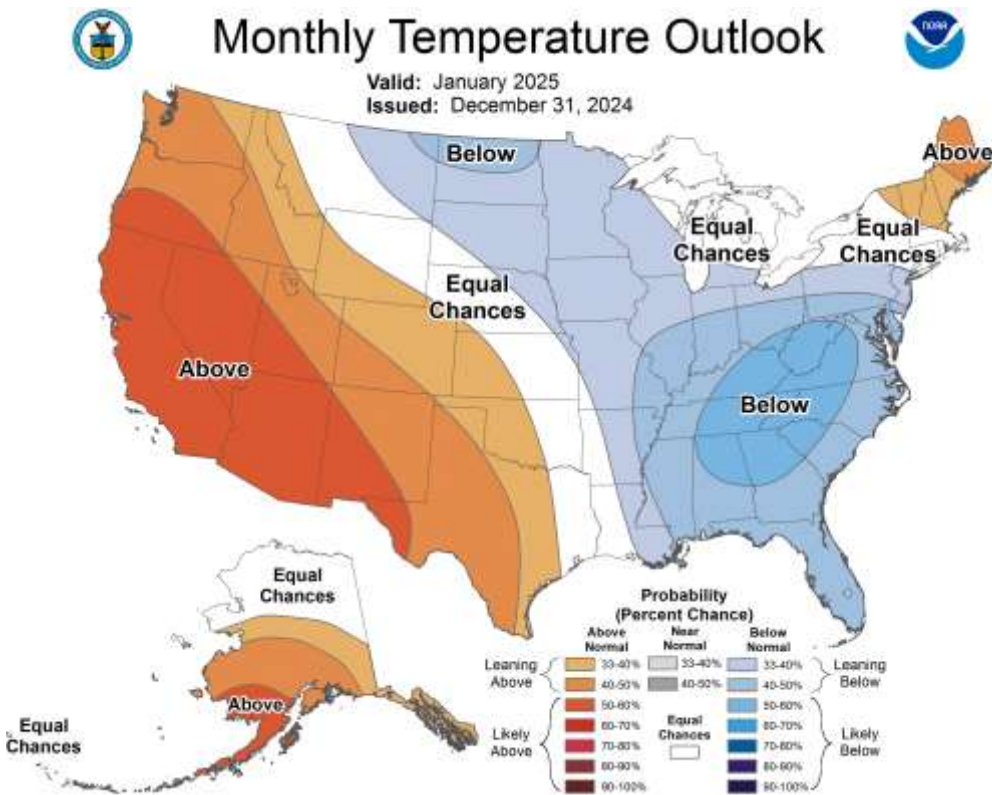 Monthly Temperature Outlook
NOAA
Valid: January 2025
Issued: December 31, 2024
Below
Above
Equal
Chances
Equal
Chances
Equal
Chances
Above
Below
Equal
Chances
Above
Equal
Chances
Probability
(Percent Chance)
Above
Normal
Near
Normal
Below
Normal
Leaning
Above
33-40%
33-40%
33-40%
Leaning
Below
40-50%
40-50%
40-50%
Likely
Above
50-60%
60-70%
70-80%
80-90%
90-100%
Equal
Chances
50-60%
60-70%
70-80%
80-90%
90-100%
Likely
Below